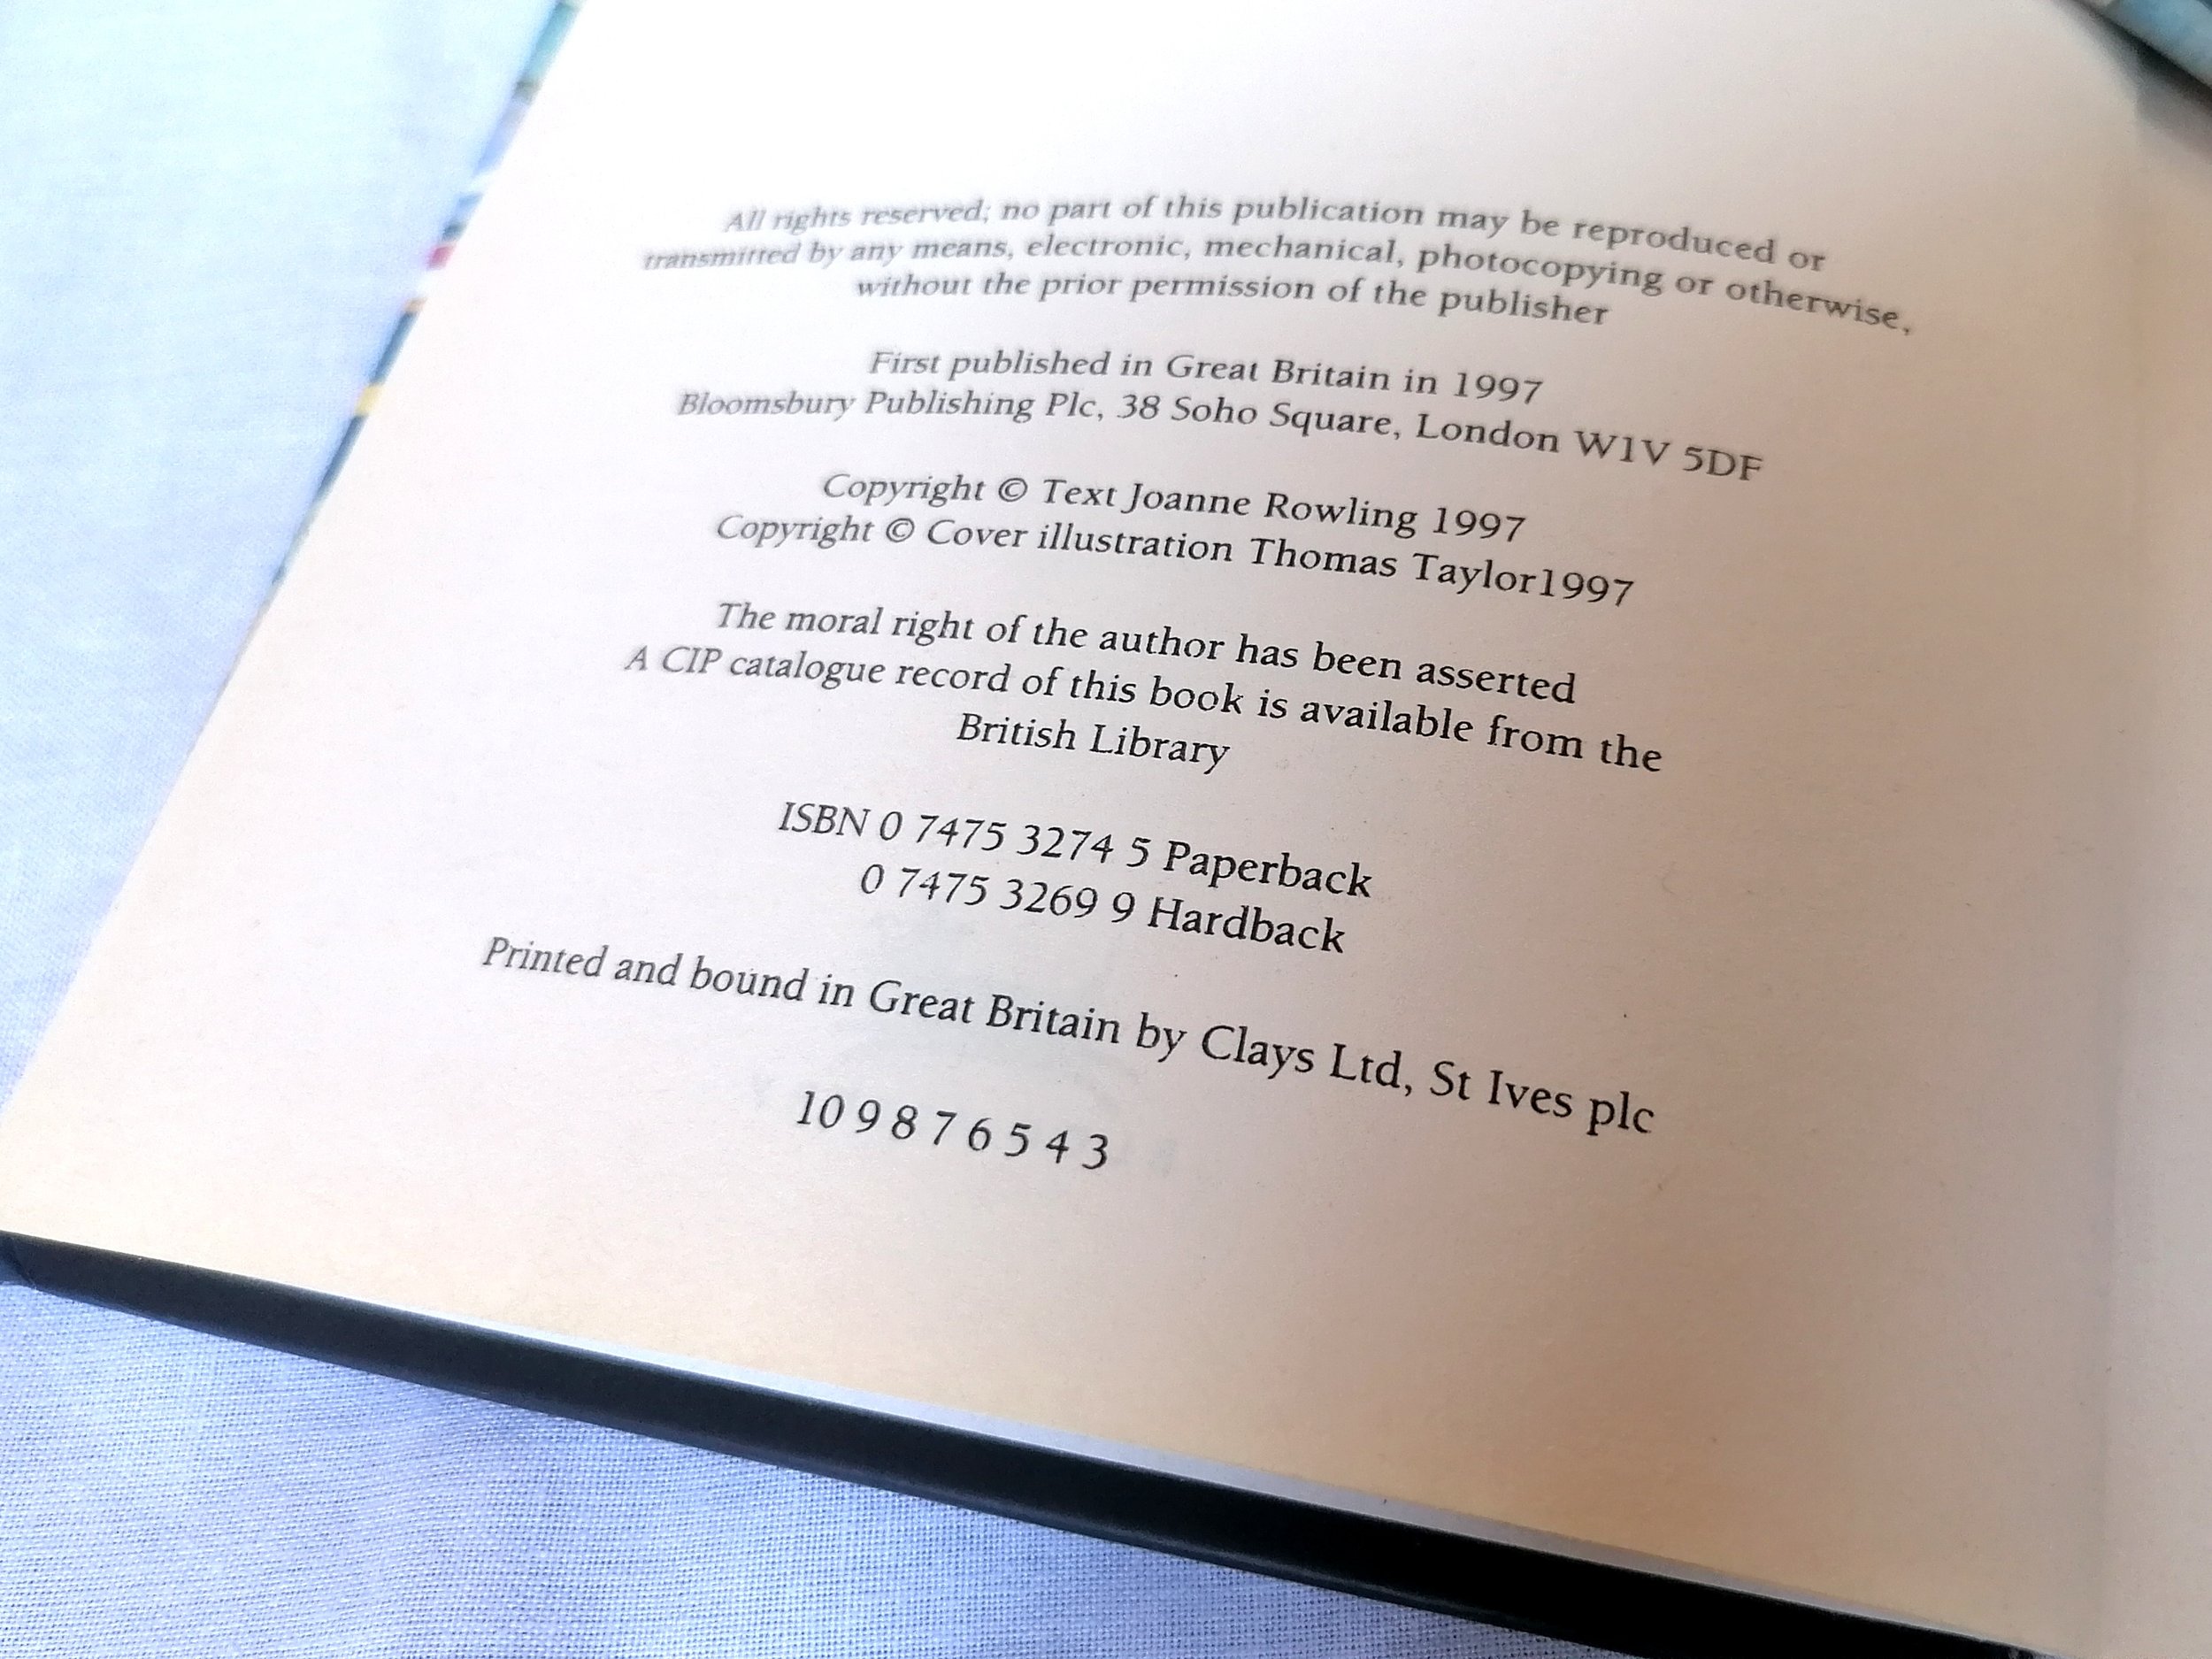 All rights reserved; no part of this publication may be reproduced or
transmitted by any means, electronic, mechanical, photocopying or otherwise,
without the prior permission of the publisher
First published in Great Britain in 1997
Bloomsbury Publishing Plc, 38 Soho Square, London W1V 5DF
Copyright © Text Joanne Rowling 1997
Copyright © Cover illustration Thomas Taylor1997
The moral right of the author has been asserted
A CIP catalogue record of this book is available from the
British Library
ISBN 0 7475 3274 5 Paperback
0 7475 3269 9 Hardback
Printed and bound in Great Britain by Clays Ltd, St Ives plc
10 9 8 7 6 5 4 3